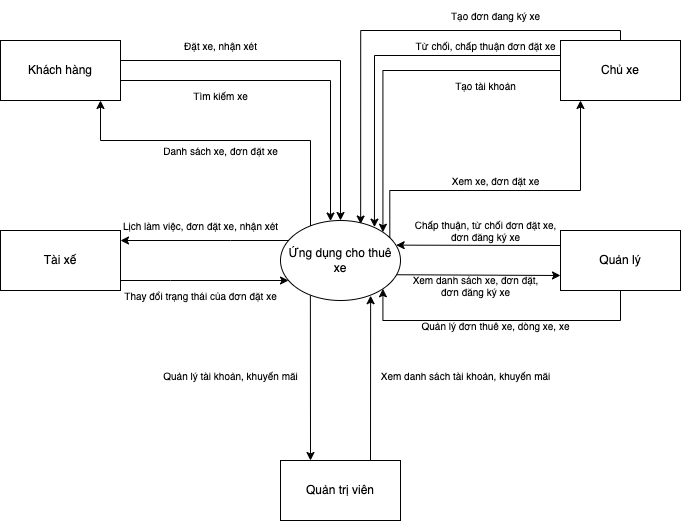 Tạo đơn đang ký xe
Đặt xe, nhận xét
Từ chối, chấp thuận đơn đặt xe
Khách hàng
Chủ xe
Tìm kiếm xe
Tạo tài khoản
Danh sách xe, đơn đặt xe
Xem xe, đơn đặt xe
Lịch làm việc, đơn đặt xe, nhận xét
Chấp thuận, từ chối đơn đặt xe,
đơn đăng ký xe
Tài xế
Ứng dụng cho thuê
xe
Quản lý
Thay đổi trạng thái của đơn đặt xe
Xem danh sách xe, đơn đặt,
đơn đăng ký xe
Quản lý đơn thuê xe, dòng xe, xe
Quản lý tài khoản, khuyến mãi
Xem danh sách tài khoản, khuyến mãi
Quản trị viên